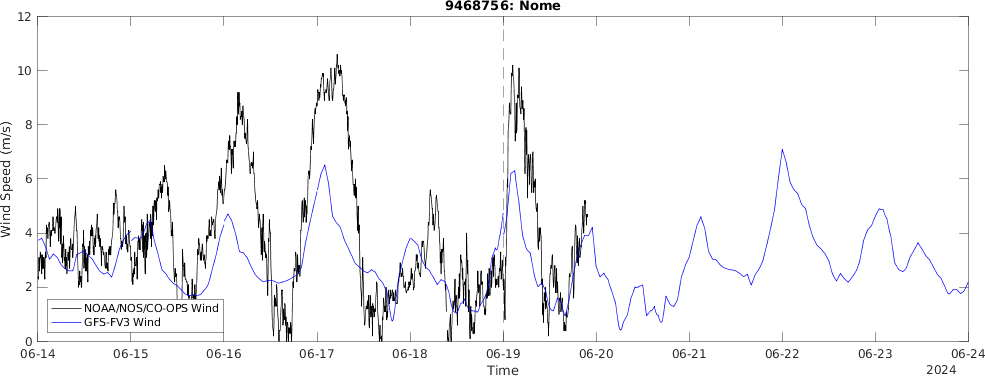 9468756: Nome
Wind Speed (m/s)
12
10
8
6
4
2
0
NOAA/NOS/CO-OPS Wind
GFS-FV3 Wind
06-14 06-15 06-16 06-17 06-18 06-19 06-20 06-21 06-22 06-23 06-24
Time
2024